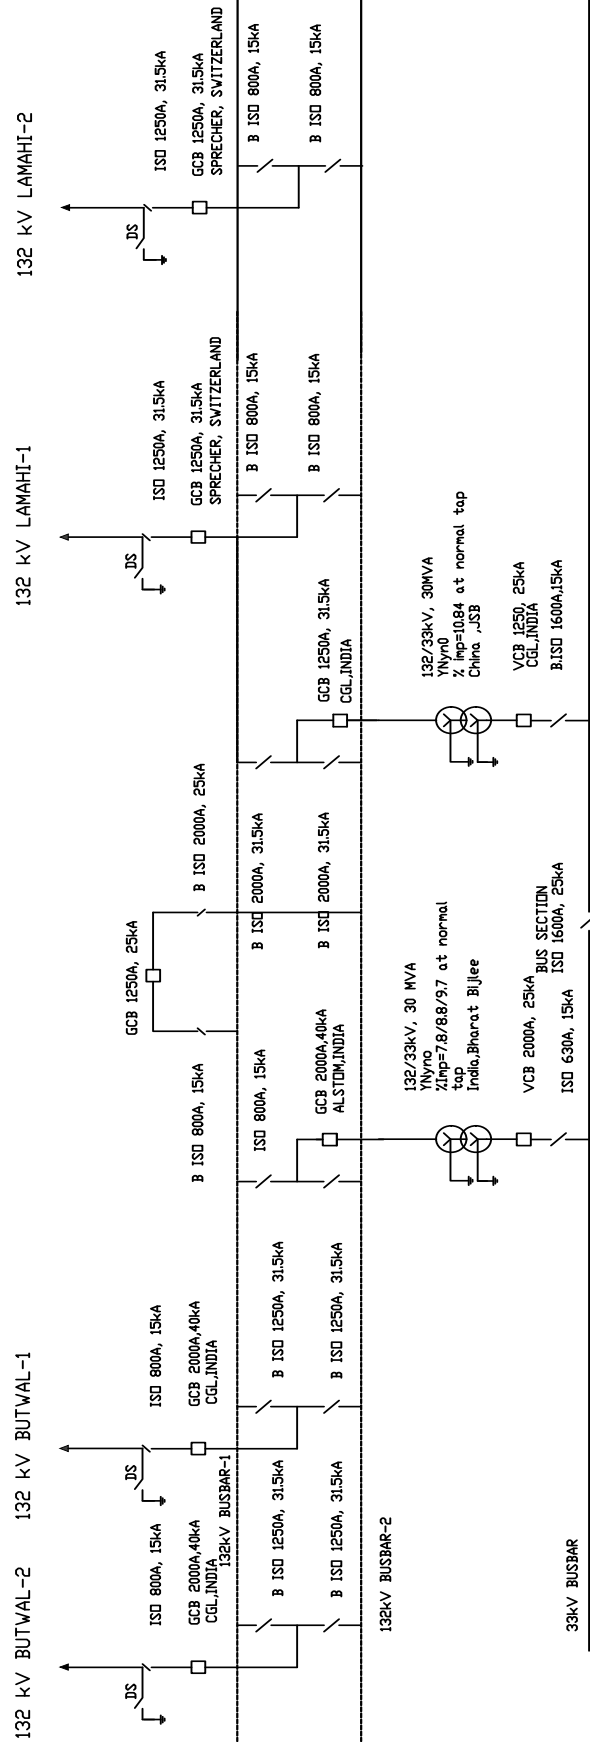 132 kV BUTWAL-2
132 kV BUTWAL-1
132 kV LAMAHI-1
132 kV LAMAHI-2
DS
ISO 800A, 15kA
GCB 2000A,40kA
CGL,INDIA
B ISO 1250A, 31.5kA
B ISO 1250A, 31.5kA
132kV BUSBAR-1
DS
ISO 800A, 15kA
GCB 2000A,40kA
CGL,INDIA
B ISO 1250A, 31.5kA
B ISO 1250A, 31.5kA
B ISO 800A, 15kA
ISO 800A, 15kA
GCB 2000A,40kA
ALSTOM,INDIA
GCB 1250A, 25kA
B ISO 2000A, 25kA
B ISO 2000A, 31.5kA
B ISO 2000A, 31.5kA
GCB 1250A, 31.5kA
CGL,INDIA
DS
ISO 1250A, 31.5kA
GCB 1250A, 31.5kA
SPRECHER, SWITZERLAND
B ISO 800A, 15kA
B ISO 800A, 15kA
DS
ISO 1250A, 31.5kA
GCB 1250A, 31.5kA
SPRECHER, SWITZERLAND
B ISO 800A, 15kA
B ISO 800A, 15kA
132kV BUSBAR-2
132/33kV, 30 MVA
YNyno
%Imp=7.8/8.8/9.7 at normal
tap
India,Bharat Bijlee
VCB 2000A, 25kA
ISO 630A, 15kA
BUS SECTION
ISO 1600A, 25kA
132/33kV, 30MVA
YNyn0
% imp=10.84 at normal tap
China ,JSB
VCB 1250, 25kA
CGL,INDIA
B.ISO 1600A,15kA
33kV BUSBAR